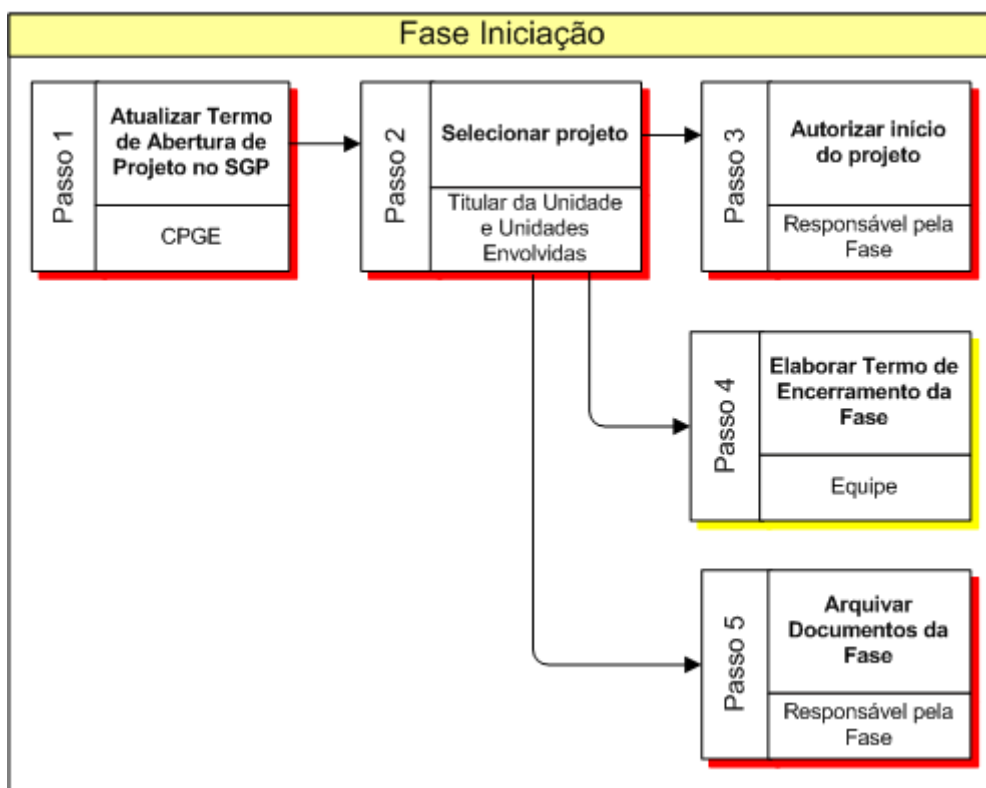 Fase Iniciação
Passo 1
Atualizar Termo
de Abertura de
Projeto no SGP
CPGE
Passo 2
Selecionar projeto
Titular da Unidade
e Unidades
Envolvidas
Passo 3
Autorizar início
do projeto
Responsável pela
Fase
Passo 4
Elaborar Termo de
Encerramento da
Fase
Equipe
Passo 5
Arquivar
Documentos da
Fase
Responsável pela
Fase